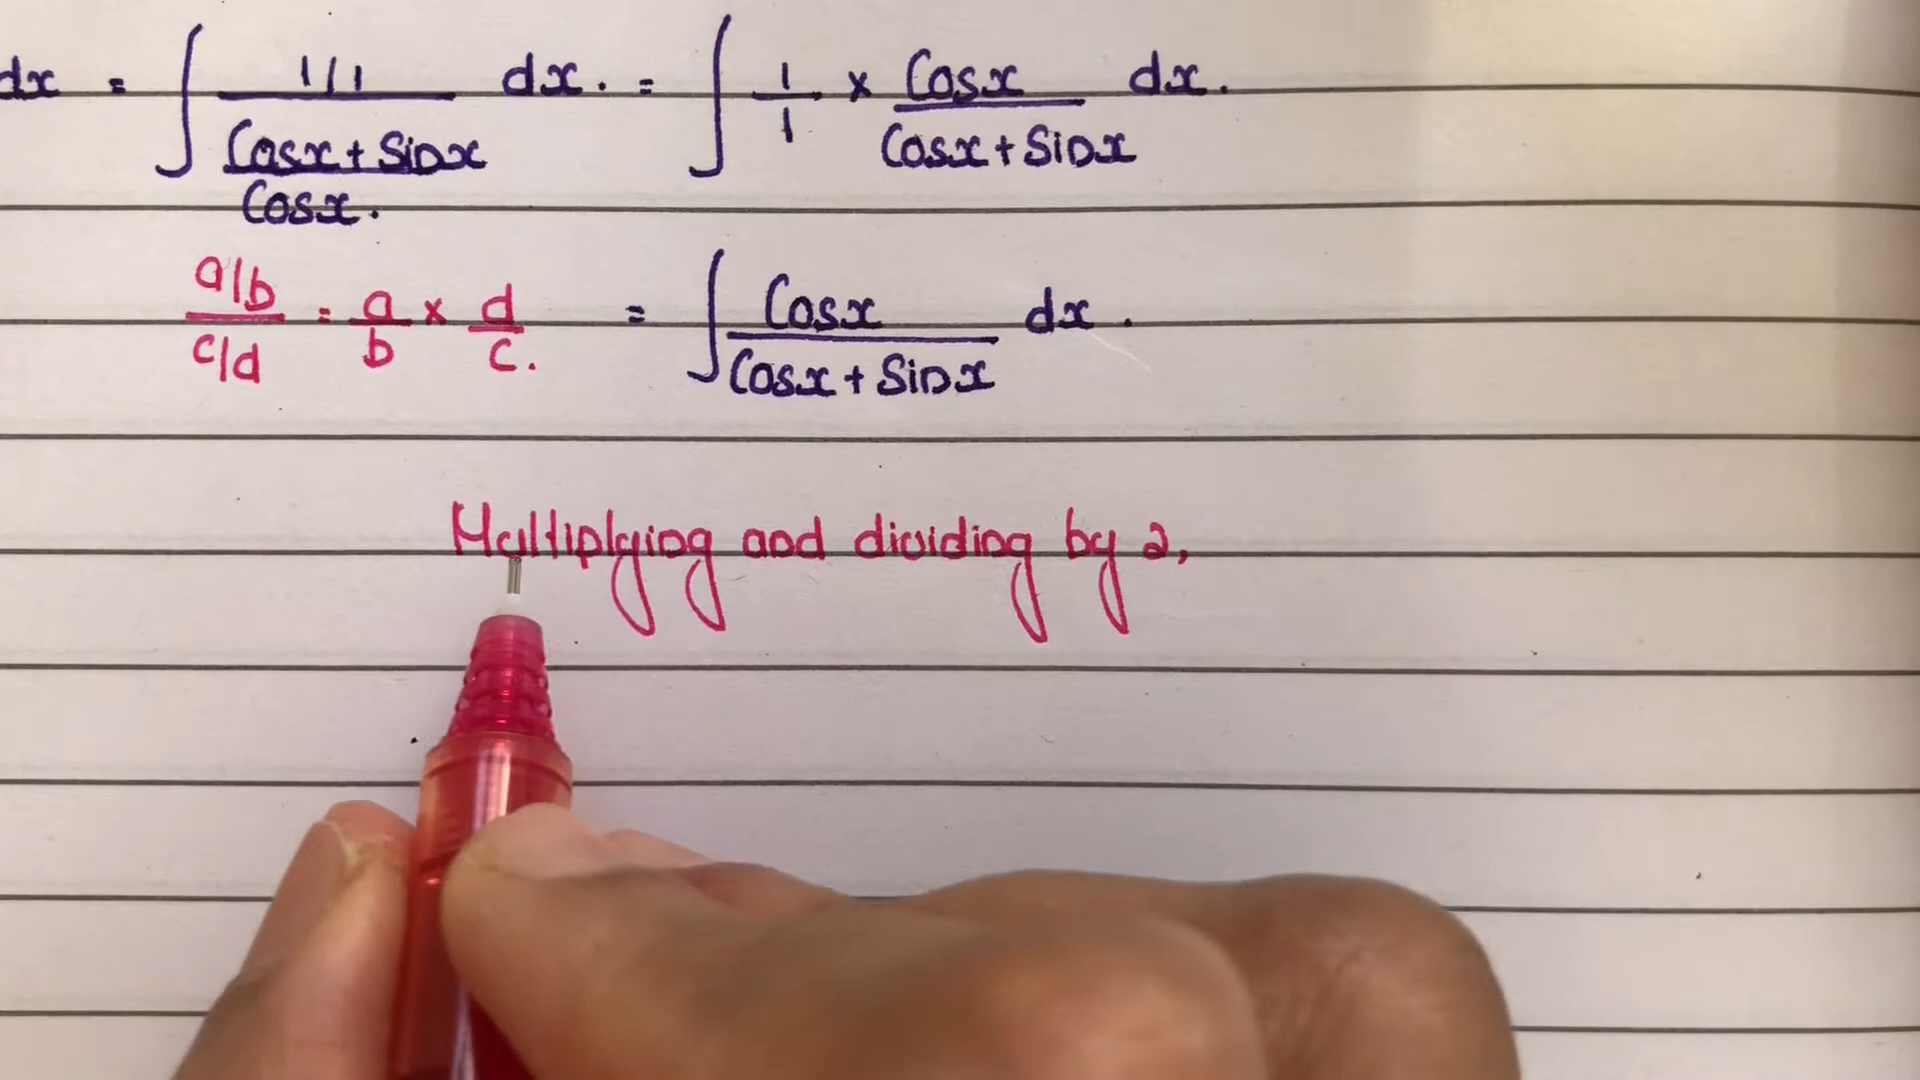 dx = ∫ 1/1 / (Cosx + Sinx / Cosx.) dx. = ∫ 1/1 × Cosx / (Cosx + Sinx) dx.
a/b / c/d = a/b × d/c. = ∫ Cosx / (Cosx + Sinx) dx.
Multiplying and dividing by 2,